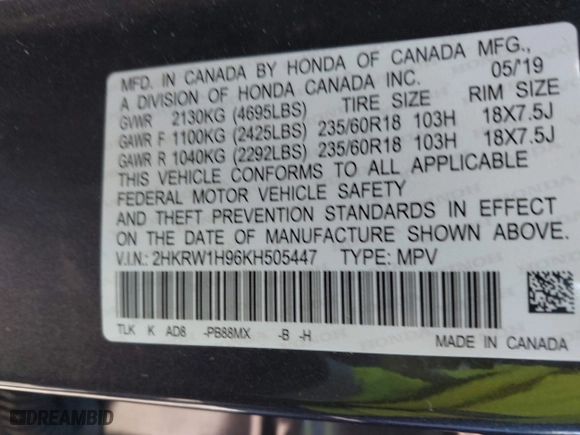 MFD. IN CANADA BY HONDA OF CANADA MFG.,
A DIVISION OF HONDA CANADA INC. 05/'19
GVWR 2130KG (4695LBS) TIRE SIZE RIM SIZE
GAWR F 1100KG (2425LBS) 235/60R18 103H 18X7.5J
GAWR R 1040KG (2292LBS) 235/60R18 103H 18X7.5J
THIS VEHICLE CONFORMS TO ALL APPLICABLE
FEDERAL MOTOR VEHICLE SAFETY
AND THEFT PREVENTION STANDARDS IN EFFECT
ON THE DATE OF MANUFACTURE SHOWN ABOVE.
V.I.N.: 2HKRW1H96KH505447 TYPE: MPV
TLK K AD8 -PB88MX -B -H
MADE IN CANADA
DREAMBID